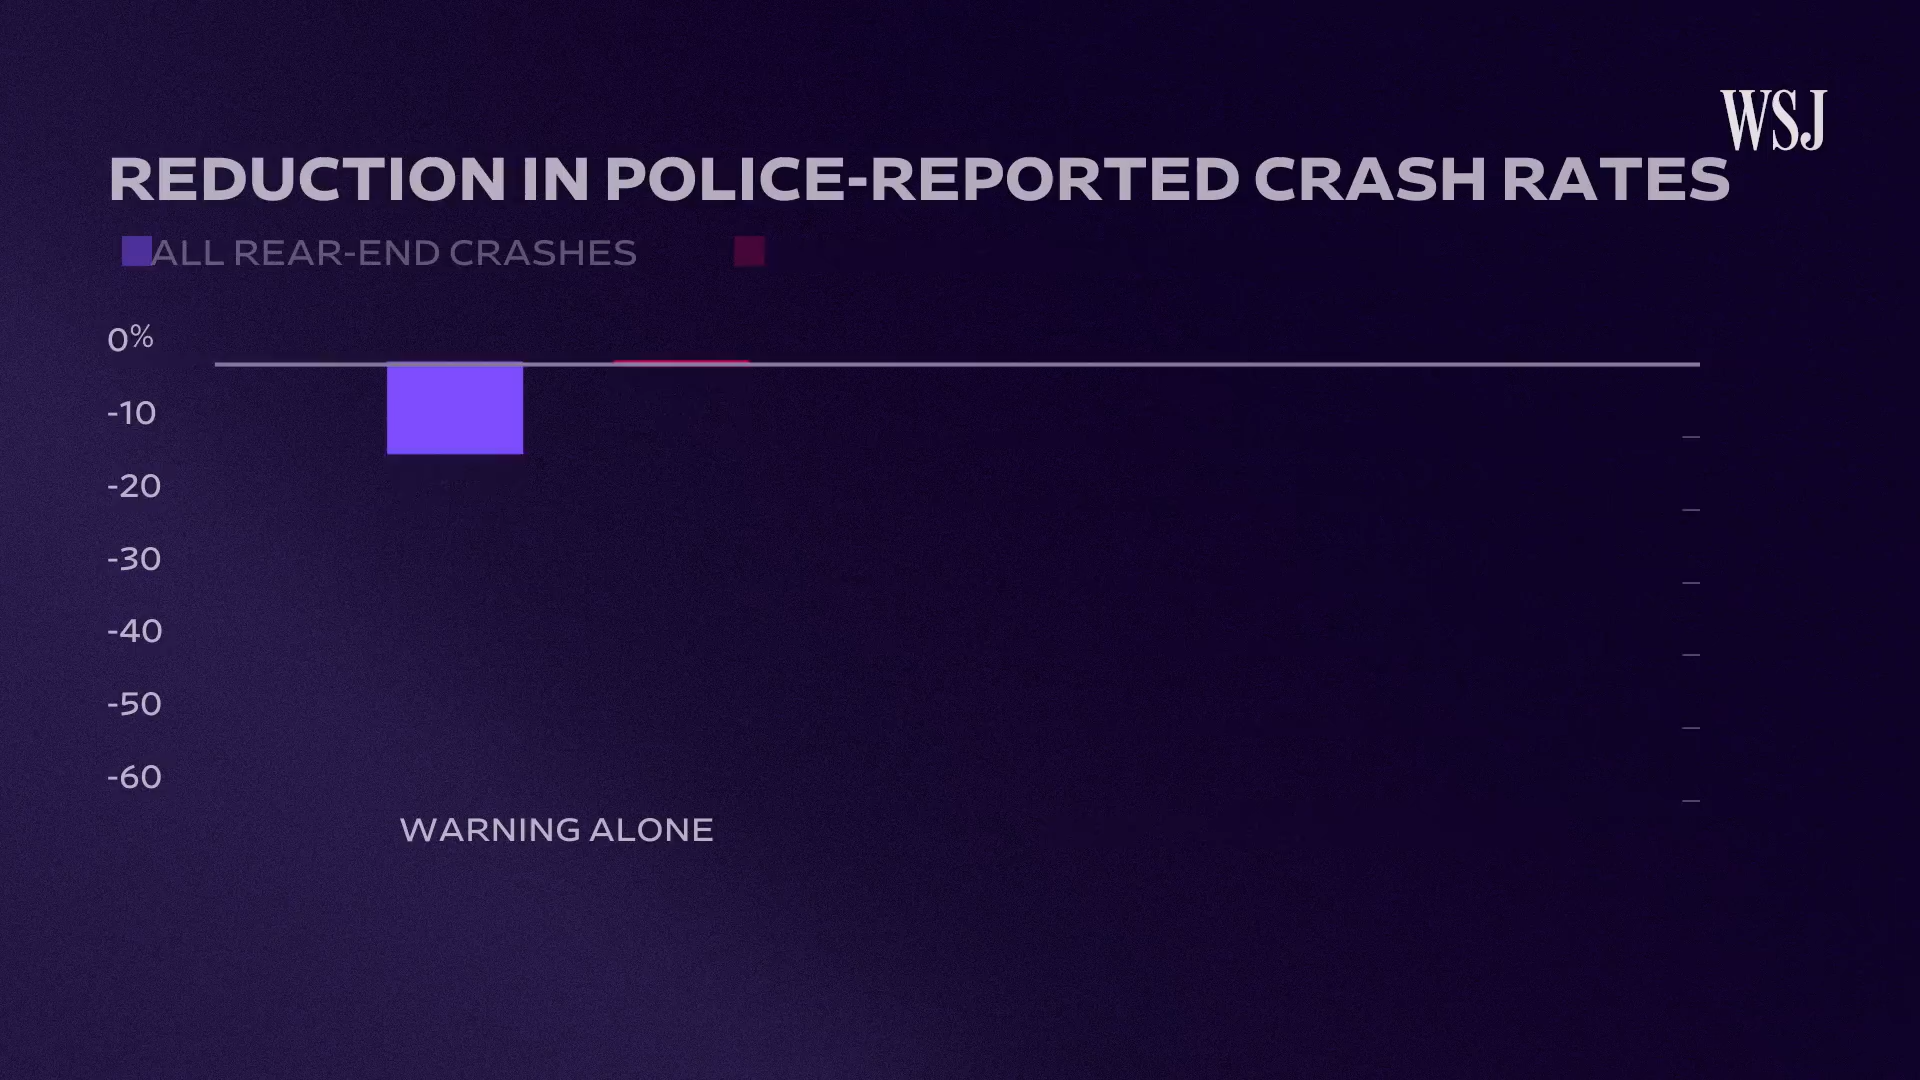 WSJ
REDUCTION IN POLICE-REPORTED CRASH RATES
ALL REAR-END CRASHES
0%
-10
-20
-30
-40
-50
-60
WARNING ALONE